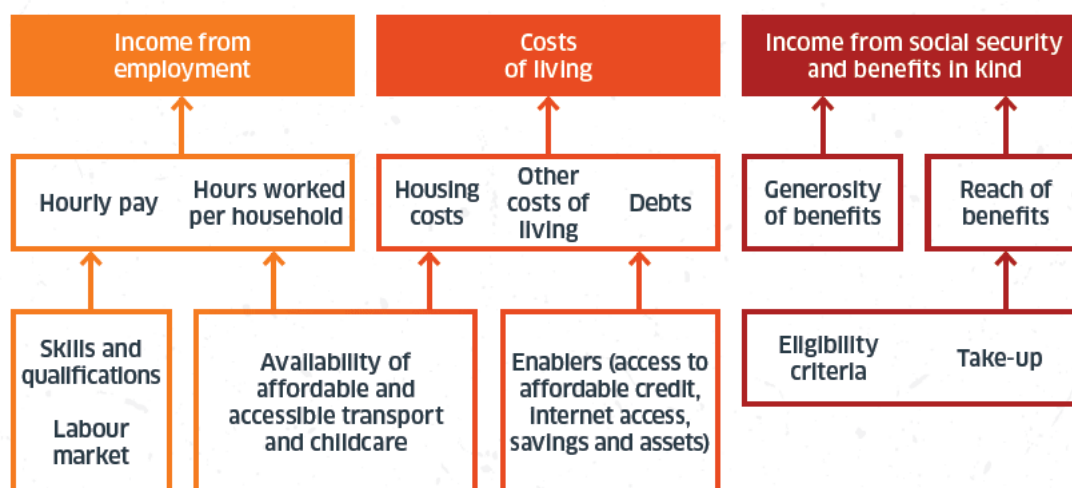 Income from
employment
Costs
of living
Income from social security
and benefits in kind
Hourly pay
Hours worked
per household
Housing
costs
Other
costs of
living
Debts
Generosity
of benefits
Reach of
benefits
Skills and
qualifications
Labour
market
Availability of
affordable and
accessible transport
and childcare
Enablers (access to
affordable credit,
internet access,
savings and assets)
Eligibility
criteria
Take-up